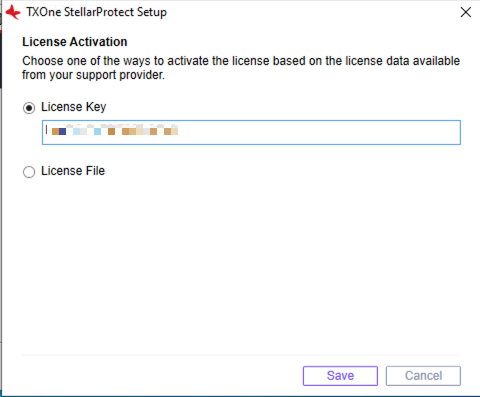 TXOne StellarProtect Setup
License Activation
Choose one of the ways to activate the license based on the license data available
from your support provider.
License Key
License File
Save
Cancel